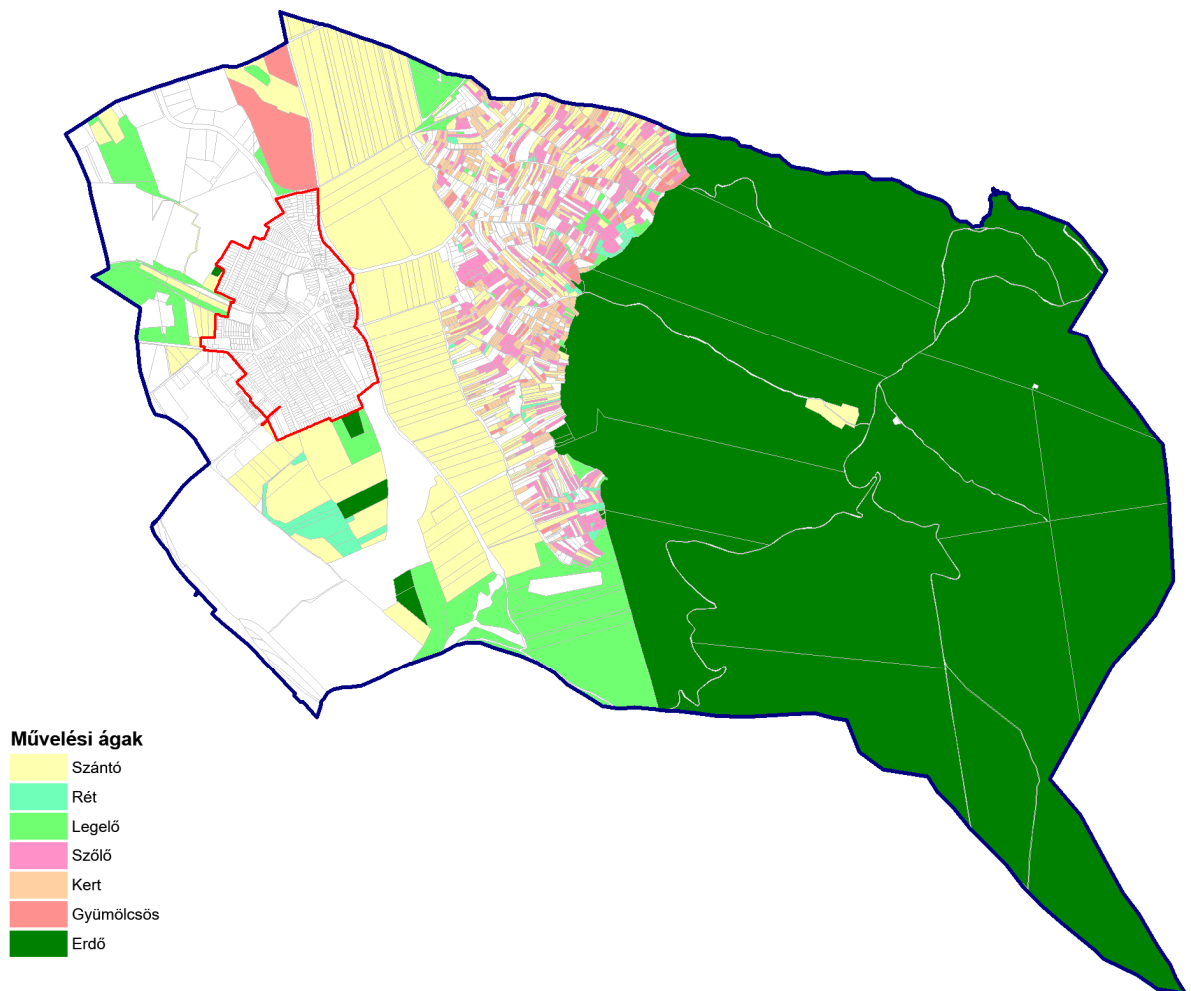 Művelési ágak
Szántó
Rét
Legelő
Szőlő
Kert
Gyümölcsös
Erdő